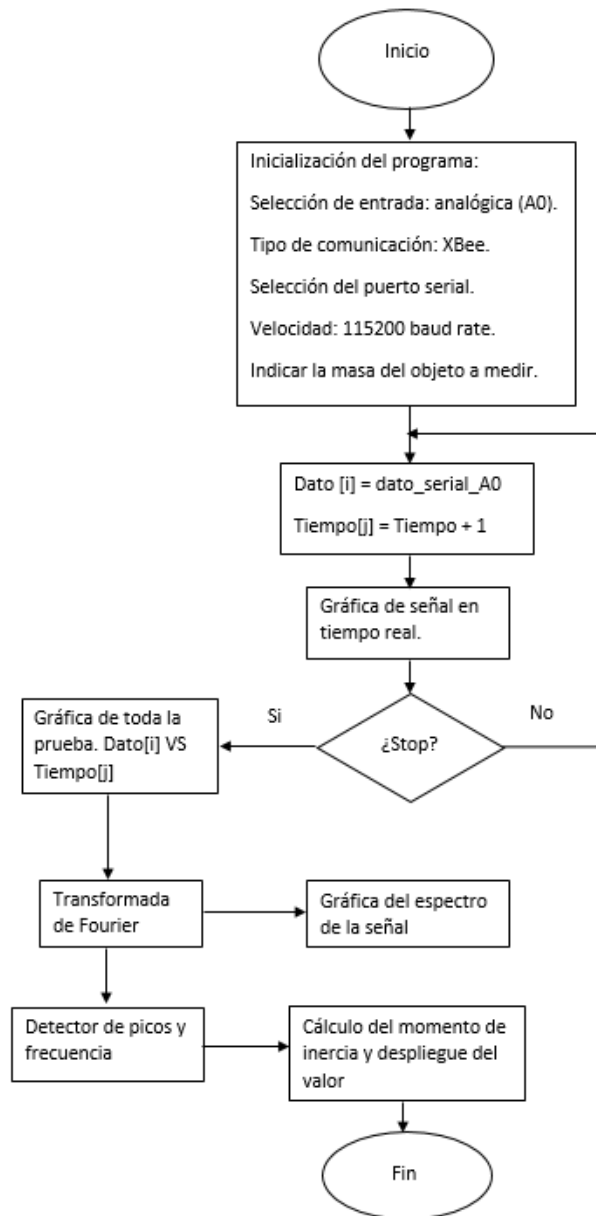 Inicio
Inicialización del programa:
Selección de entrada: analógica (A0).
Tipo de comunicación: XBee.
Selección del puerto serial.
Velocidad: 115200 baud rate.
Indicar la masa del objeto a medir.
Dato [i] = dato_serial_A0
Tiempo[j] = Tiempo + 1
Gráfica de señal en
tiempo real.
¿Stop?
Si
No
Gráfica de toda la
prueba. Dato[i] VS
Tiempo[j]
Transformada
de Fourier
Gráfica del espectro
de la señal
Detector de picos y
frecuencia
Cálculo del momento de
inercia y despliegue del
valor
Fin